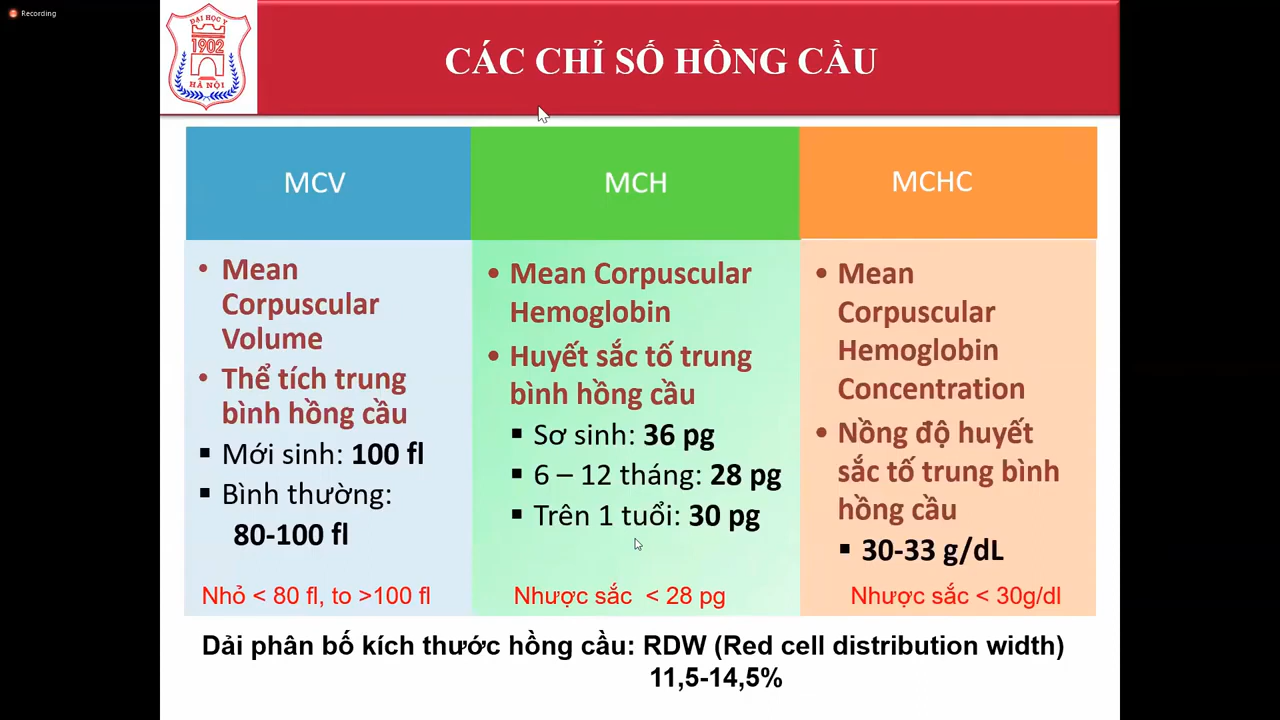 Recording
ĐẠI HỌC Y
1902
HÀ NỘI
CÁC CHỈ SỐ HỒNG CẦU
MCV
• Mean
Corpuscular
Volume
• Thể tích trung
bình hồng cầu
▪ Mới sinh: 100 fl
▪ Bình thường:
80-100 fl
Nhỏ < 80 fl, to >100 fl
MCH
• Mean Corpuscular
Hemoglobin
• Huyết sắc tố trung
bình hồng cầu
▪ Sơ sinh: 36 pg
▪ 6 – 12 tháng: 28 pg
▪ Trên 1 tuổi: 30 pg
Nhược sắc < 28 pg
MCHC
• Mean
Corpuscular
Hemoglobin
Concentration
• Nồng độ huyết
sắc tố trung bình
hồng cầu
▪ 30-33 g/dL
Nhược sắc < 30g/dl
Dải phân bố kích thước hồng cầu: RDW (Red cell distribution width)
11,5-14,5%